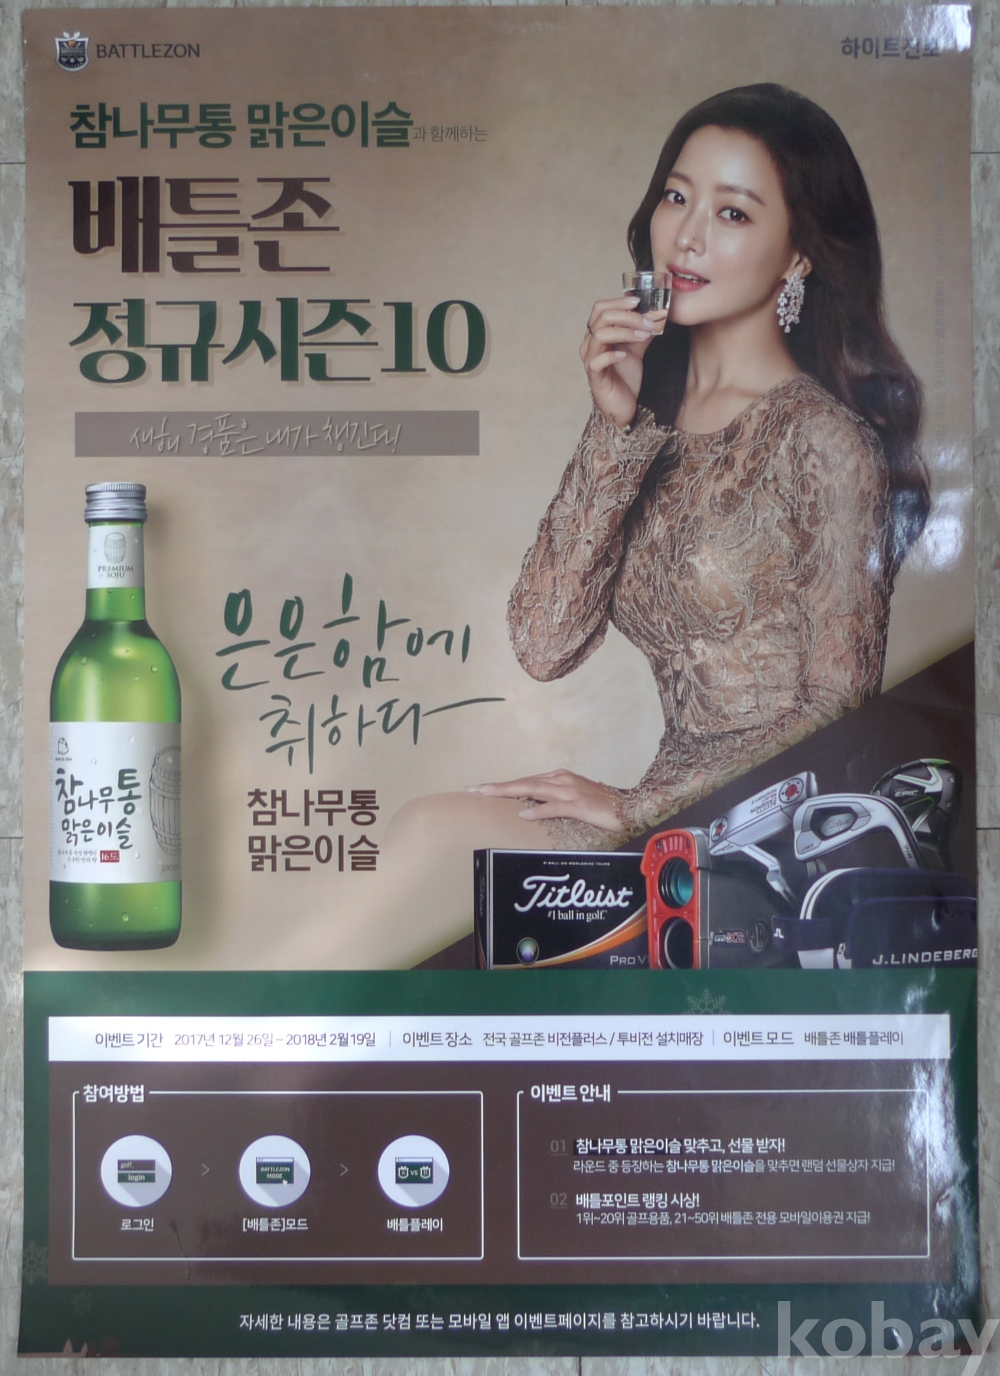 BATTLEZON
하이트진로
참나무통 맑은이슬과 함께하는
배틀존
정규시즌10
새해 경품은 내가 챙긴다!
PREMIUM
SOJU
은은함에
취하다
참나무통
맑은이슬
참나무통
맑은이슬
16도
Titleist
#1 ball in golf.
PRO V
EPIC
J.LINDEBERG
이벤트 기간 2017년 12월 26일 ~ 2018년 2월 19일 | 이벤트 장소 전국 골프존 비전플러스 / 투비전 설치매장 | 이벤트 모드 배틀존 배틀플레이
참여방법
golf_
login
BATTLEZON
MODE
VS
로그인
[배틀존]모드
배틀플레이
이벤트 안내
01 참나무통 맑은이슬 맞추고, 선물 받자!
라운드 중 등장하는 참나무통 맑은이슬을 맞추면 랜덤 선물상자 지급!
02 배틀포인트 랭킹 시상!
1위~20위 골프용품, 21~50위 배틀존 전용 모바일이용권 지급!
자세한 내용은 골프존 닷컴 또는 모바일 앱 이벤트페이지를 참고하시기 바랍니다.
kobay